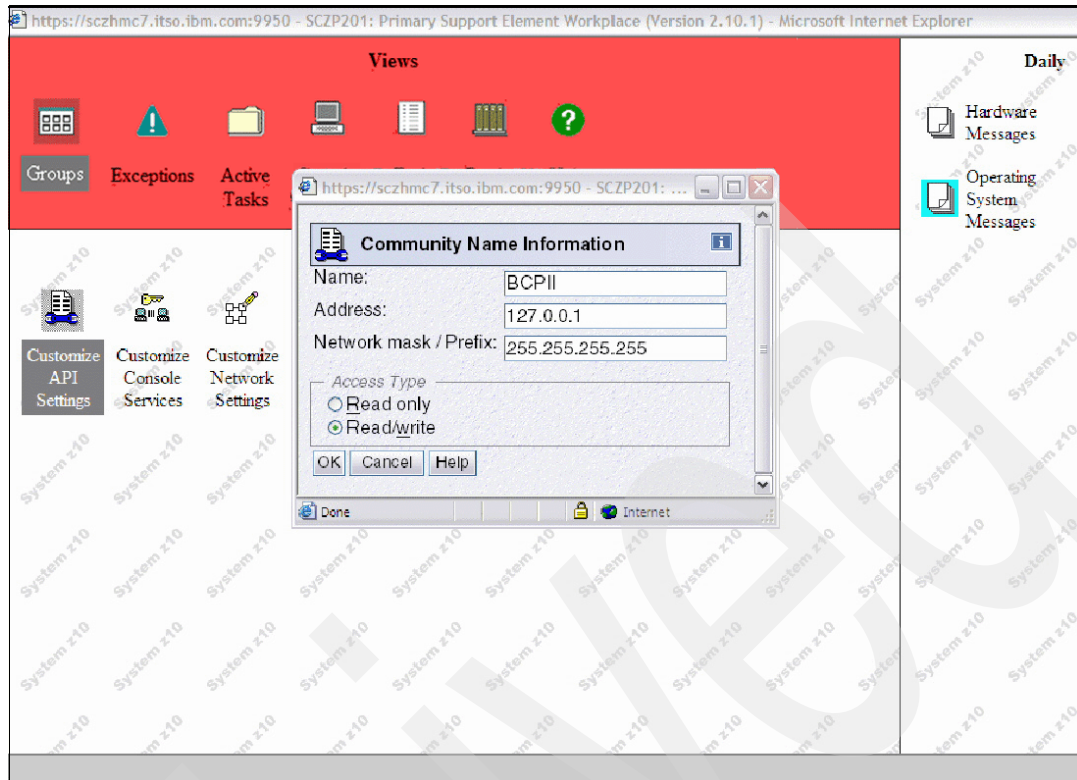 https://sczhmc7.itso.ibm.com:9950 - SCZP201: Primary Support Element Workplace (Version 2.10.1) - Microsoft Internet Explorer
Views
Groups
Exceptions
Active
Tasks
Daily
Hardware
Messages
Operating
System
Messages
https://sczhmc7.itso.ibm.com:9950 - SCZP201: ...
Community Name Information
Name: BCPII
Address: 127.0.0.1
Network mask / Prefix: 255.255.255.255
Access Type
Read only
Read/write
OK Cancel Help
Done
Internet
Customize
API
Settings
Customize
Console
Services
Customize
Network
Settings
System z10